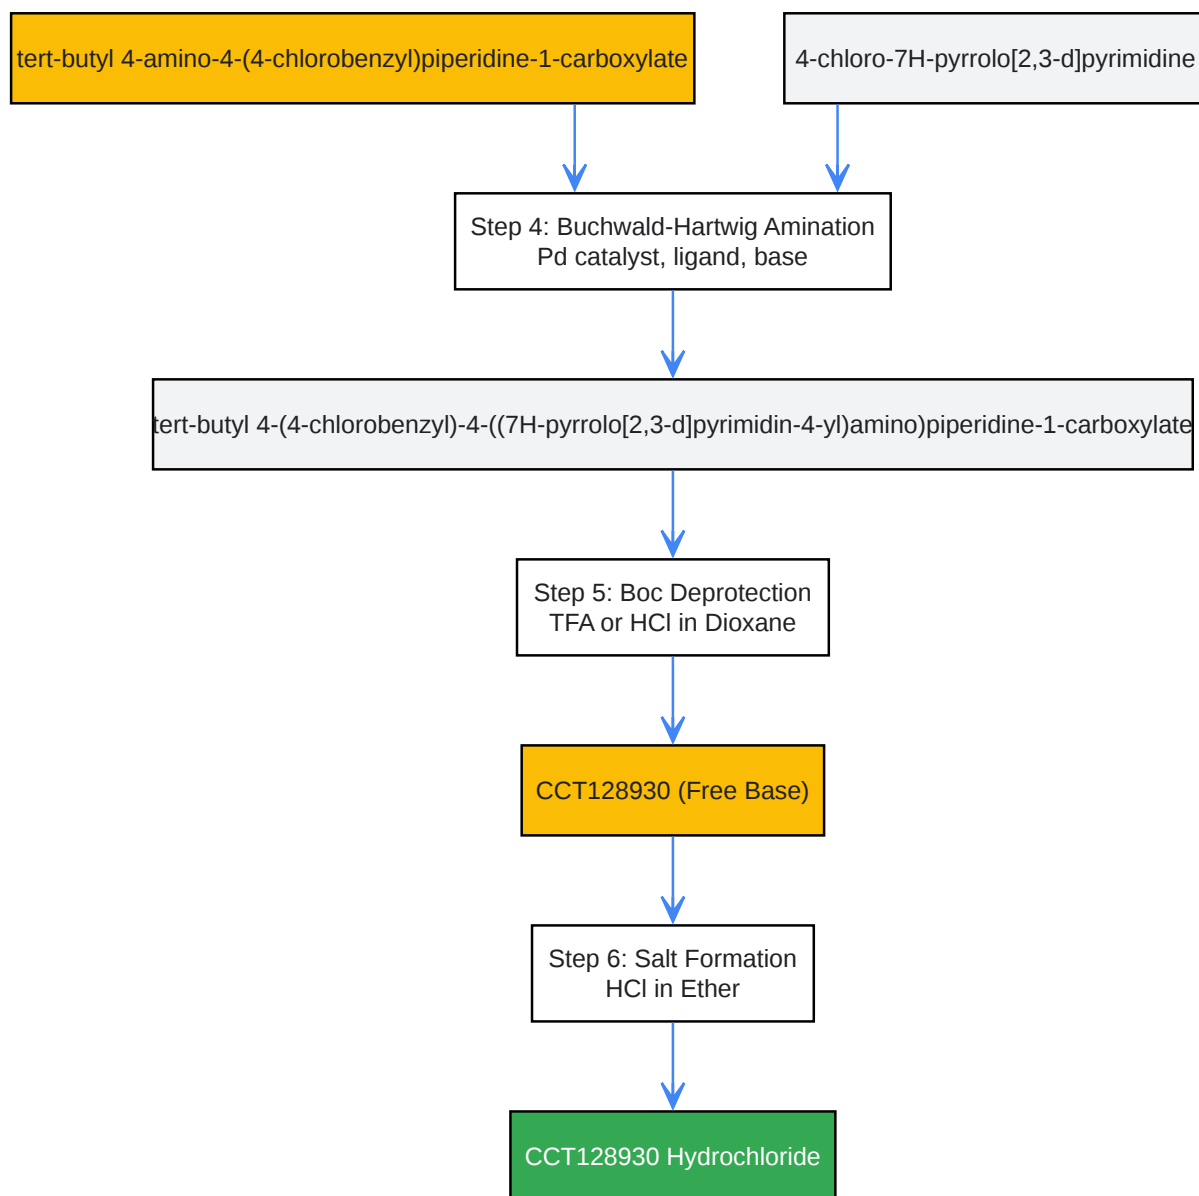 tert-butyl 4-amino-4-(4-chlorobenzyl)piperidine-1-carboxylate
4-chloro-7H-pyrrolo[2,3-d]pyrimidine
Step 4: Buchwald-Hartwig Amination
Pd catalyst, ligand, base
tert-butyl 4-(4-chlorobenzyl)-4-((7H-pyrrolo[2,3-d]pyrimidin-4-yl)amino)piperidine-1-carboxylate
Step 5: Boc Deprotection
TFA or HCl in Dioxane
CCT128930 (Free Base)
Step 6: Salt Formation
HCl in Ether
CCT128930 Hydrochloride